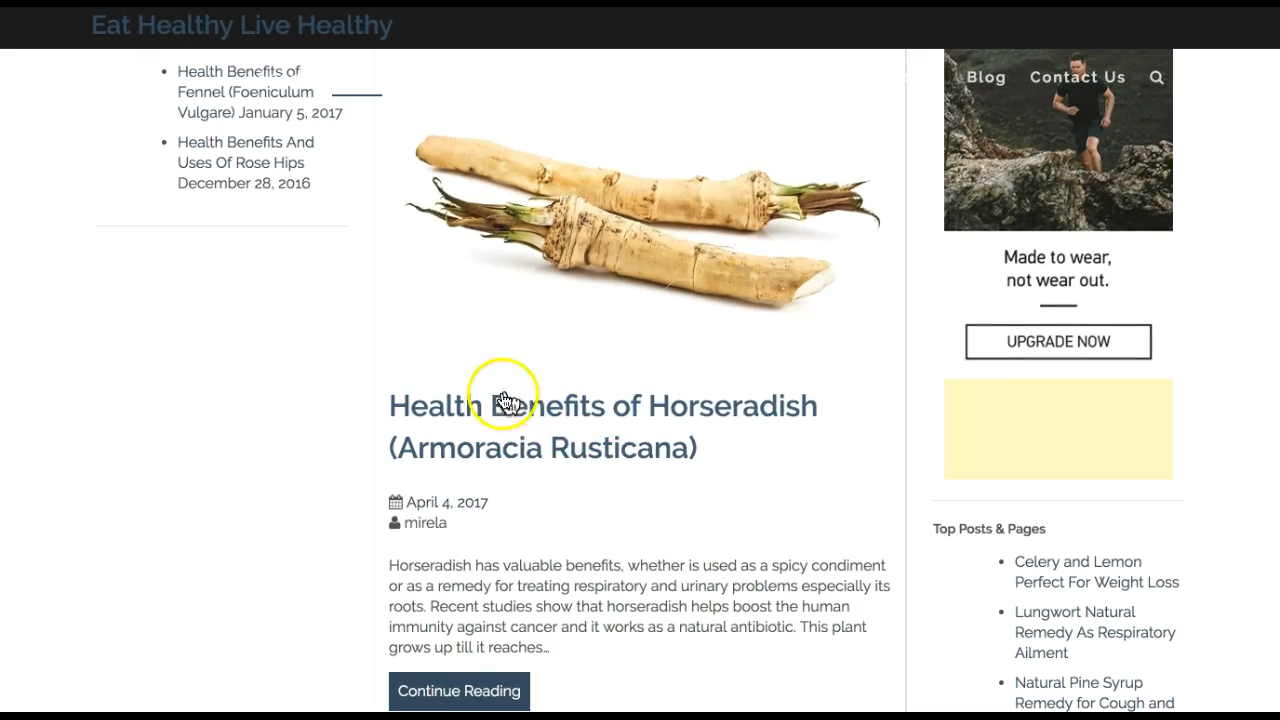 Eat Healthy Live Healthy
Blog Contact Us
Health Benefits of
Fennel (Foeniculum
Vulgare) January 5, 2017
Health Benefits And
Uses Of Rose Hips
December 28, 2016
Health Benefits of Horseradish
(Armoracia Rusticana)
April 4, 2017
mirela
Horseradish has valuable benefits, whether is used as a spicy condiment
or as a remedy for treating respiratory and urinary problems especially its
roots. Recent studies show that horseradish helps boost the human
immunity against cancer and it works as a natural antibiotic. This plant
grows up till it reaches...
Continue Reading
Made to wear,
not wear out.
UPGRADE NOW
Top Posts & Pages
Celery and Lemon
Perfect For Weight Loss
Lungwort Natural
Remedy As Respiratory
Ailment
Natural Pine Syrup
Remedy for Cough and